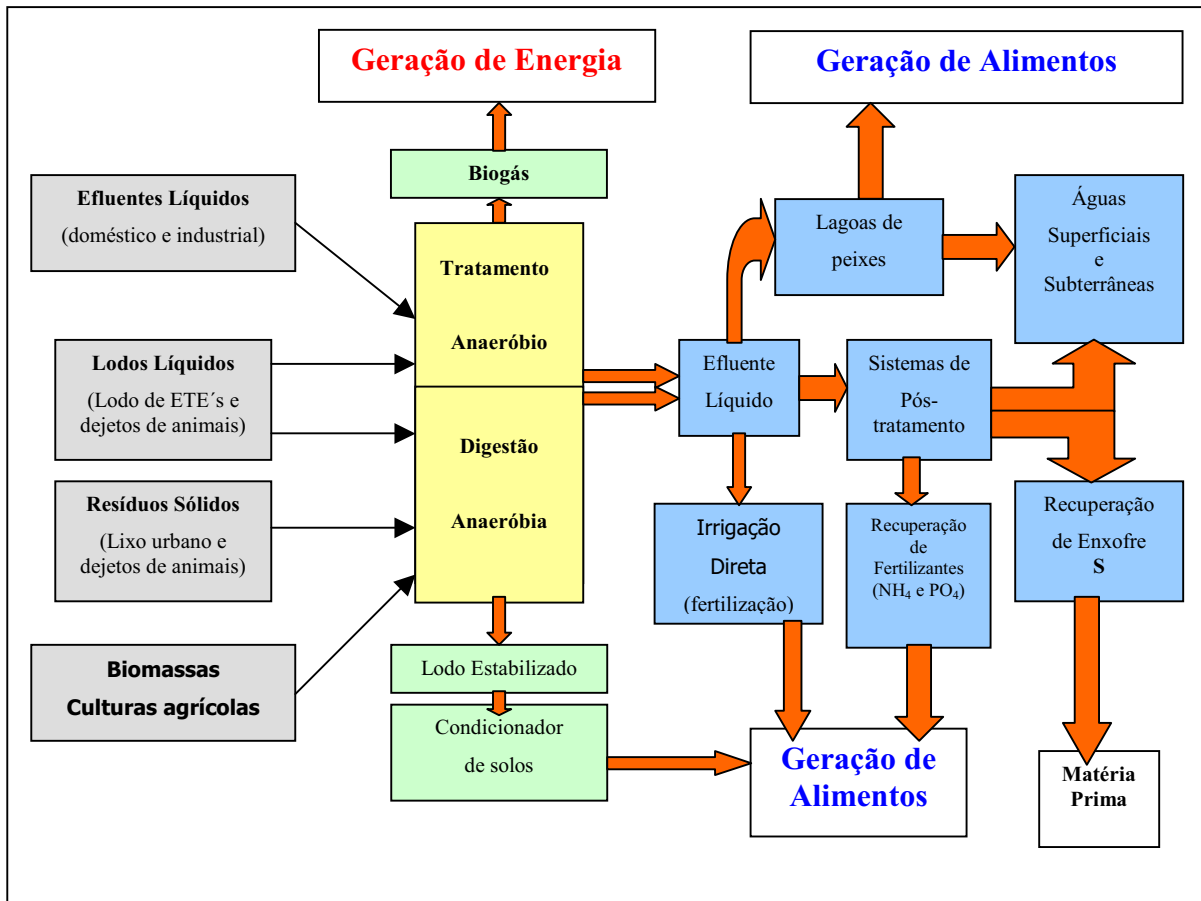 Geração de Energia
Geração de Alimentos
Biogás
Efluentes Líquidos
(doméstico e industrial)
Tratamento
Anaeróbio
Lagoas de
peixes
Águas
Superficiais
e
Subterrâneas
Lodos Líquidos
(Lodo de ETE´s e
dejetos de animais)
Efluente
Líquido
Sistemas de
Pós-
tratamento
Digestão
Anaeróbia
Resíduos Sólidos
(Lixo urbano e
dejetos de animais)
Irrigação
Direta
(fertilização)
Recuperação
de
Fertilizantes
(NH₄ e PO₄)
Recuperação
de Enxofre
S
Biomassas
Culturas agrícolas
Lodo Estabilizado
Condicionador
de solos
Geração de
Alimentos
Matéria
Prima